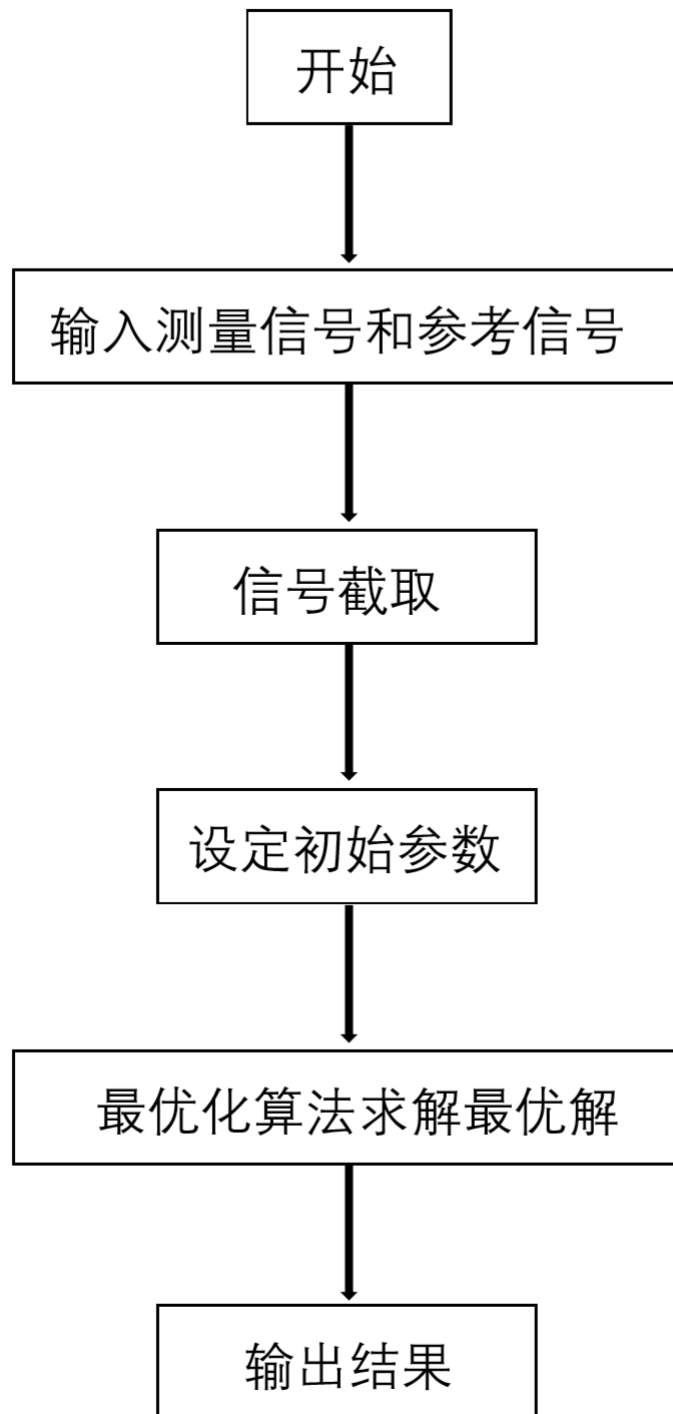 开始
输入测量信号和参考信号
信号截取
设定初始参数
最优化算法求解最优解
输出结果